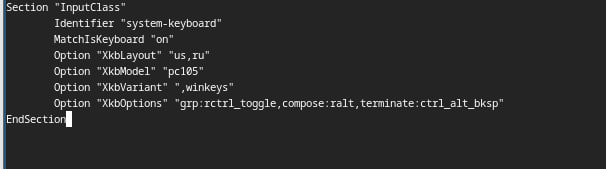 Section "InputClass"
        Identifier "system-keyboard"
        MatchIsKeyboard "on"
        Option "XkbLayout" "us,ru"
        Option "XkbModel" "pc105"
        Option "XkbVariant" ",winkeys"
        Option "XkbOptions" "grp:rctrl_toggle,compose:ralt,terminate:ctrl_alt_bksp"
EndSection